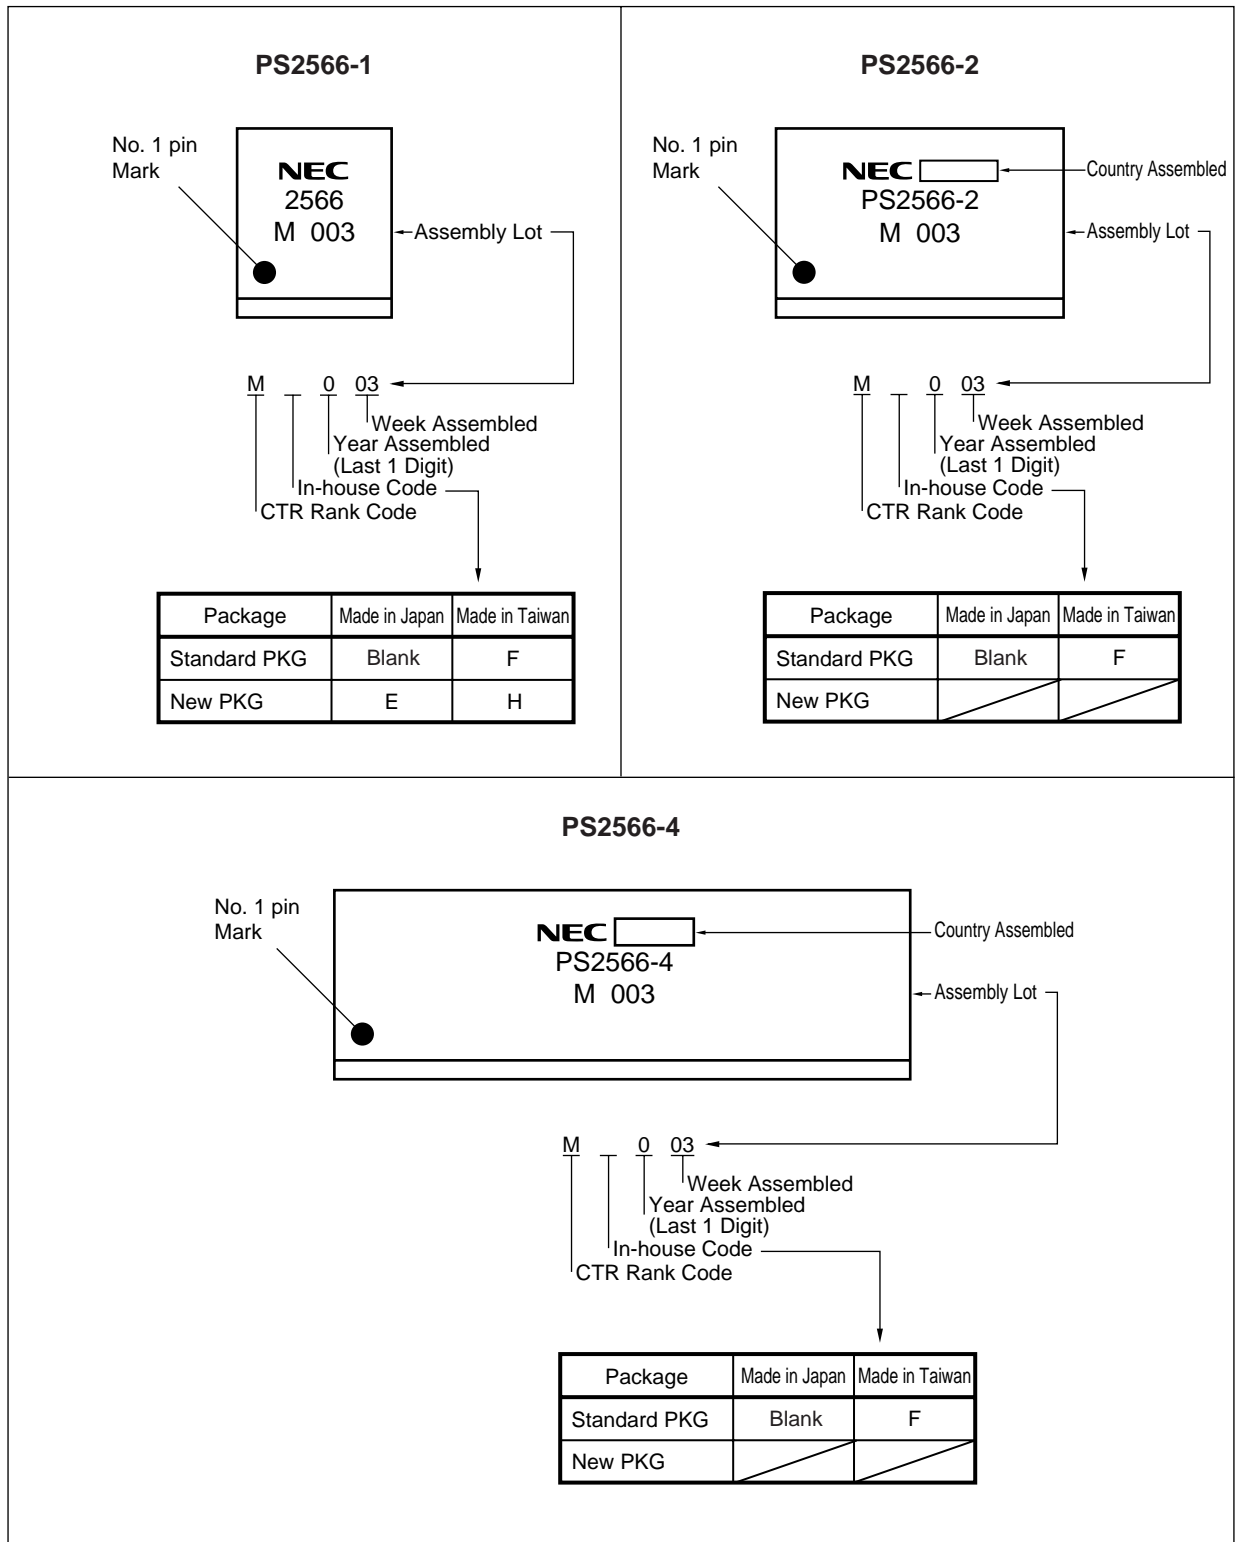 PS2566-1
No. 1 pin
Mark
NEC
2566
M 003
Assembly Lot
M 0 03
Week Assembled
Year Assembled
(Last 1 Digit)
In-house Code
CTR Rank Code
Package Made in Japan Made in Taiwan
Standard PKG Blank F
New PKG E H
PS2566-2
No. 1 pin
Mark
NEC
Country Assembled
PS2566-2
M 003
Assembly Lot
M 0 03
Week Assembled
Year Assembled
(Last 1 Digit)
In-house Code
CTR Rank Code
Package Made in Japan Made in Taiwan
Standard PKG Blank F
New PKG
PS2566-4
No. 1 pin
Mark
NEC
Country Assembled
PS2566-4
M 003
Assembly Lot
M 0 03
Week Assembled
Year Assembled
(Last 1 Digit)
In-house Code
CTR Rank Code
Package Made in Japan Made in Taiwan
Standard PKG Blank F
New PKG